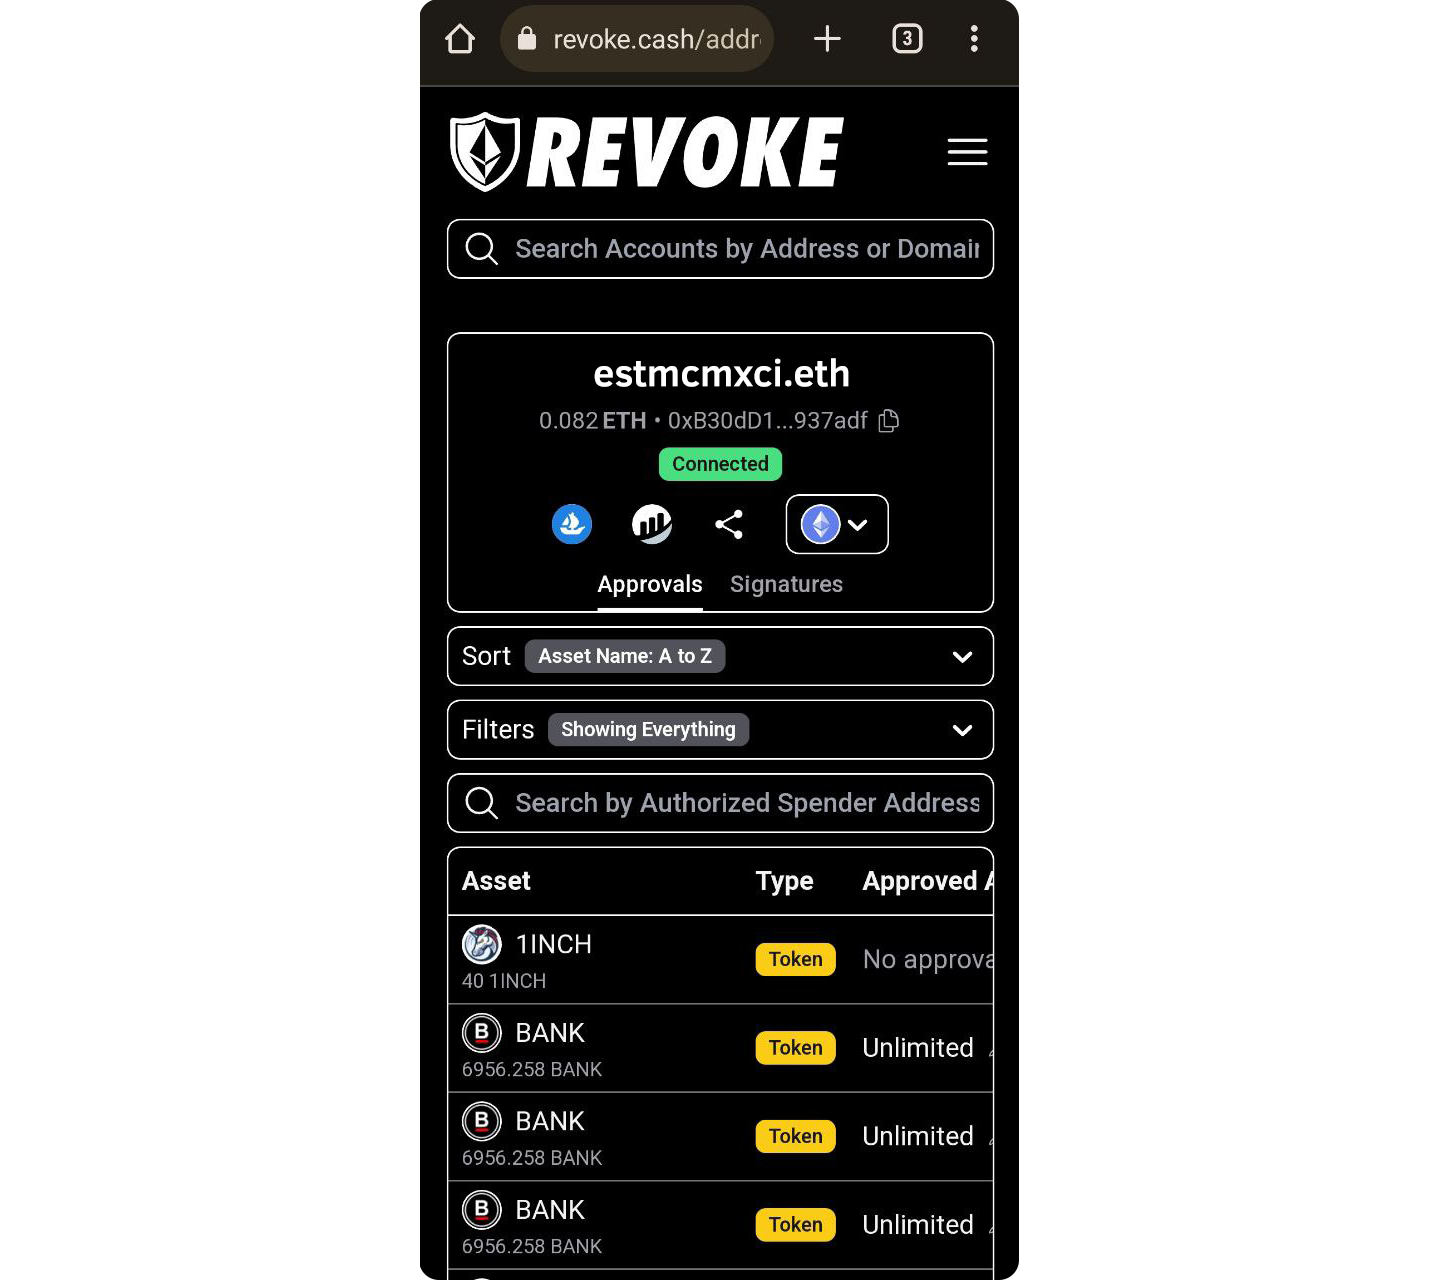 revoke.cash/addr
3
REVOKE
Search Accounts by Address or Domain
estmcmxci.eth
0.082 ETH • 0xB30dD1...937adf
Connected
Approvals Signatures
Sort Asset Name: A to Z
Filters Showing Everything
Search by Authorized Spender Address
Asset Type Approved A
1INCH
40 1INCH
Token
No approva
BANK
6956.258 BANK
Token
Unlimited
BANK
6956.258 BANK
Token
Unlimited
BANK
6956.258 BANK
Token
Unlimited